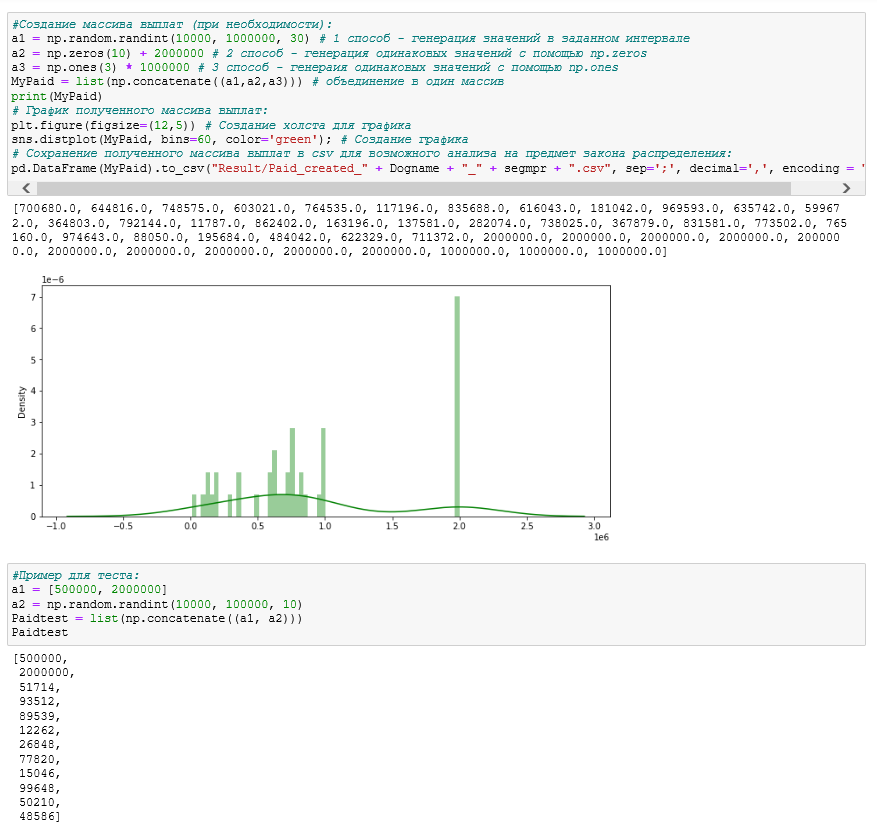 #Создание массива выплат (при необходимости):
a1 = np.random.randint(10000, 1000000, 30) # 1 способ - генерация значений в заданном интервале
a2 = np.zeros(10) + 2000000 # 2 способ - генерация одинаковых значений с помощью np.zeros
a3 = np.ones(3) * 1000000 # 3 способ - генераия одинаковых значений с помощью np.ones
MyPaid = list(np.concatenate((a1,a2,a3))) # объединение в один массив
print(MyPaid)
# График полученного массива выплат:
plt.figure(figsize=(12,5)) # Создание холста для графика
sns.distplot(MyPaid, bins=60, color='green'); # Создание графика
# Сохранение полученного массива выплат в csv для возможного анализа на предмет закона распределения:
pd.DataFrame(MyPaid).to_csv("Result/Paid_created_" + Dogname + "_" + segmpr + ".csv", sep=';', decimal=',', encoding = '
[700680.0, 644816.0, 748575.0, 603021.0, 764535.0, 117196.0, 835688.0, 616043.0, 181042.0, 969593.0, 635742.0, 59967
2.0, 364803.0, 792144.0, 11787.0, 862402.0, 163196.0, 137581.0, 282074.0, 738025.0, 367879.0, 831581.0, 773502.0, 765
160.0, 974643.0, 88050.0, 195684.0, 484042.0, 622329.0, 711372.0, 2000000.0, 2000000.0, 2000000.0, 2000000.0, 200000
0.0, 2000000.0, 2000000.0, 2000000.0, 2000000.0, 2000000.0, 1000000.0, 1000000.0, 1000000.0]
1e−6
7
6
5
4
3
2
1
0
Density
−1.0 −0.5 0.0 0.5 1.0 1.5 2.0 2.5 3.0
1e6
#Пример для теста:
a1 = [500000, 2000000]
a2 = np.random.randint(10000, 100000, 10)
Paidtest = list(np.concatenate((a1, a2)))
Paidtest
[500000,
2000000,
51714,
93512,
89539,
12262,
26848,
77820,
15046,
99648,
50210,
48586]